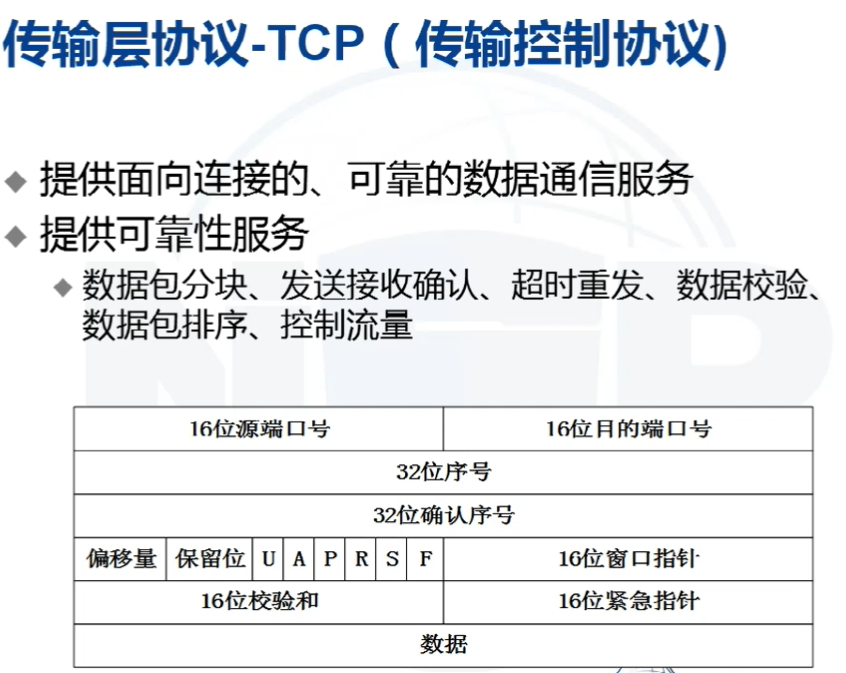 传输层协议-TCP（传输控制协议)
提供面向连接的、可靠的数据通信服务
提供可靠性服务
数据包分块、发送接收确认、超时重发、数据校验、
数据包排序、控制流量
16位源端口号 16位目的端口号
32位序号
32位确认序号
偏移量 保留位 U A P R S F 16位窗口指针
16位校验和 16位紧急指针
数据